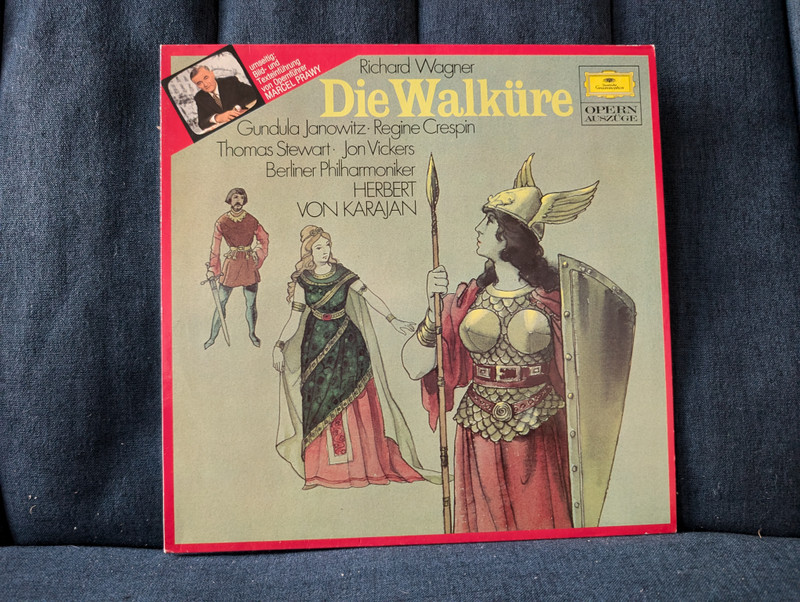 umseitig:
Bild- und
Texteinführung
von Opernführer
MARCEL PRAWY
Richard Wagner
Die Walküre
Deutsche
Grammophon
OPERN
AUSZÜGE
Gundula Janowitz · Regine Crespin
Thomas Stewart · Jon Vickers
Berliner Philharmoniker
HERBERT
VON KARAJAN